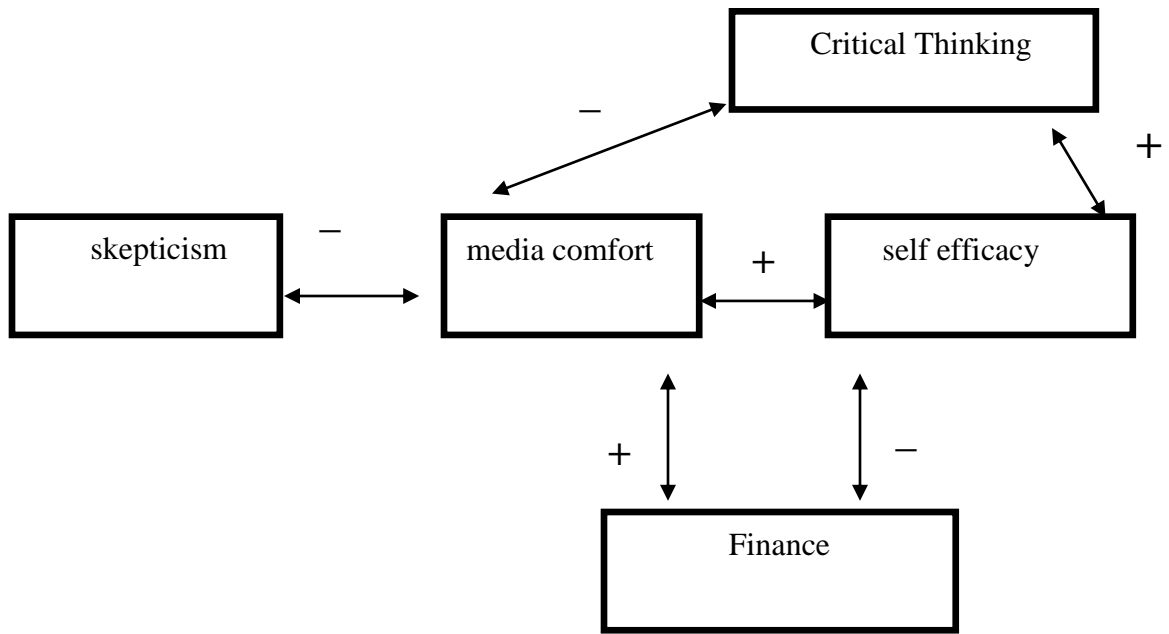 Critical Thinking
–
+
skepticism
–
media comfort
+
self efficacy
+
–
Finance